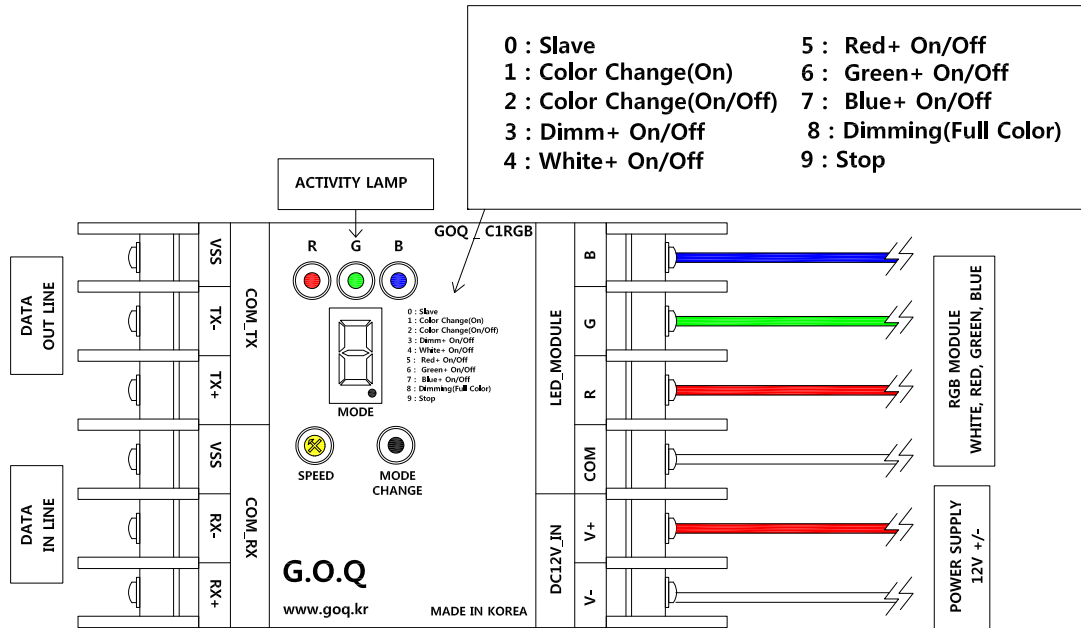 0 : Slave
1 : Color Change(On)
2 : Color Change(On/Off)
3 : Dimm+ On/Off
4 : White+ On/Off
5 : Red+ On/Off
6 : Green+ On/Off
7 : Blue+ On/Off
8 : Dimming(Full Color)
9 : Stop
ACTIVITY LAMP
GOQ _ C1RGB
R G B
0 : Slave
1 : Color Change(On)
2 : Color Change(On/Off)
3 : Dimm+ On/Off
4 : White+ On/Off
5 : Red+ On/Off
6 : Green+ On/Off
7 : Blue+ On/Off
8 : Dimming(Full Color)
9 : Stop
MODE
SPEED
MODE
CHANGE
G.O.Q
www.goq.kr
MADE IN KOREA
DATA
OUT LINE
DATA
IN LINE
VSS
TX-
TX+
VSS
RX-
RX+
COM_TX
COM_RX
LED_MODULE
DC12V_IN
B
G
R
COM
V+
V-
RGB MODULE
WHITE, RED, GREEN, BLUE
POWER SUPPLY
12V +/-